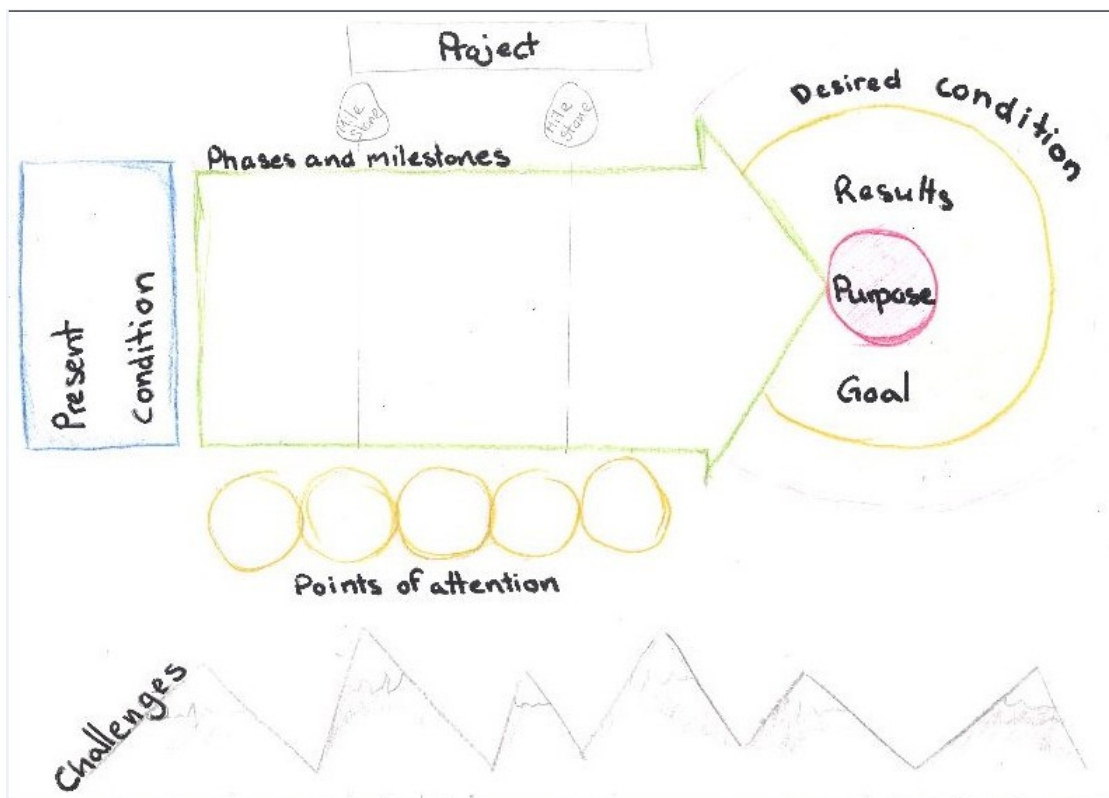 Project
Mile
stone
Mile
stone
Desired condition
Phases and milestones
Results
Present
condition
Purpose
Goal
Points of attention
Challenges